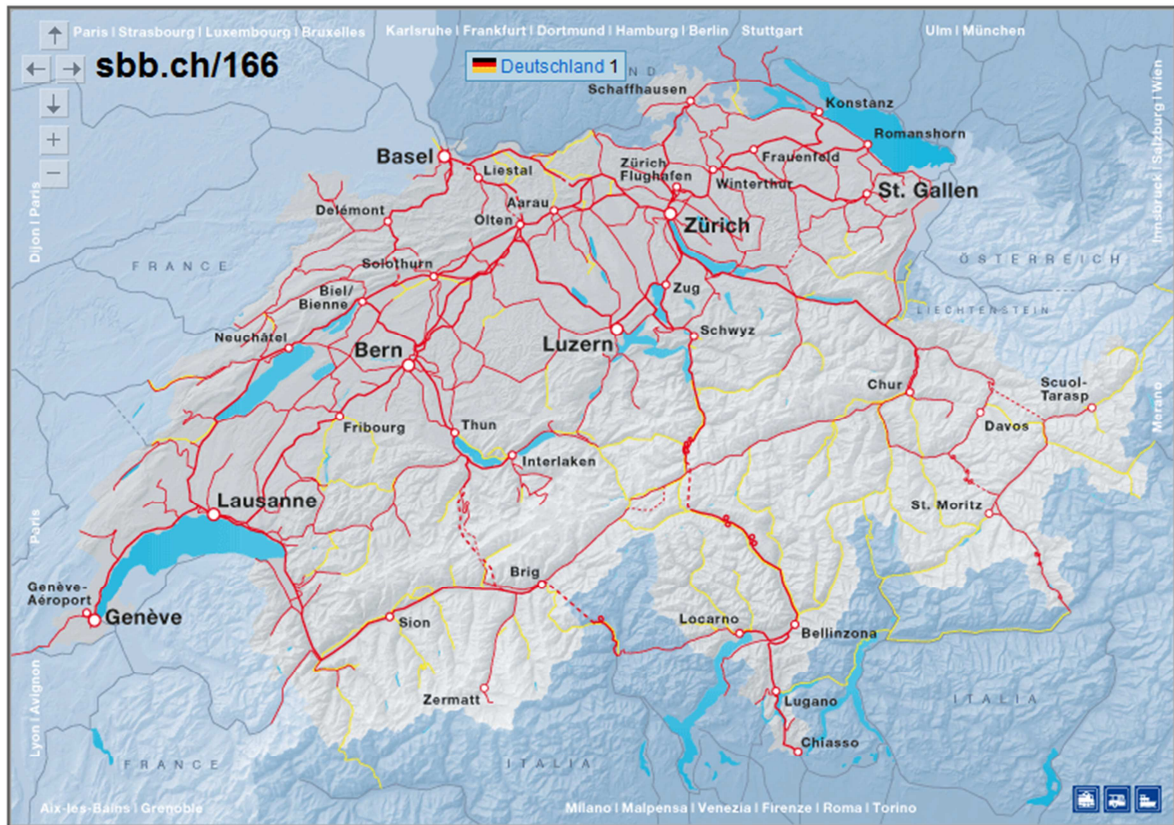 Paris | Strasbourg | Luxembourg | Bruxelles
Karlsruhe | Frankfurt | Dortmund | Hamburg | Berlin
Stuttgart
Ulm | München
sbb.ch/166
Deutschland 1
ND
Schaffhausen
Konstanz
Romanshorn
Basel
Liestal
Zürich
Flughafen
Frauenfeld
Winterthur
St. Gallen
Delémont
Aarau
Olten
Zürich
Dijon | Paris
Innsbruck | Salzburg | Wien
FRANCE
Solothurn
ÖSTERREICH
Biel/
Bienne
Zug
LIECHTENSTEIN
Neuchâtel
Bern
Luzern
Schwyz
Chur
Scuol-
Tarasp
Merano
Fribourg
Thun
Davos
Interlaken
Lausanne
St. Moritz
Paris
Brig
Genève-
Aéroport
Genève
Sion
Locarno
Bellinzona
Lyon | Avignon
Zermatt
Lugano
ITALIA
Chiasso
FRANCE
ITALIA
Aix-les-Bains | Grenoble
Milano | Malpensa | Venezia | Firenze | Roma | Torino